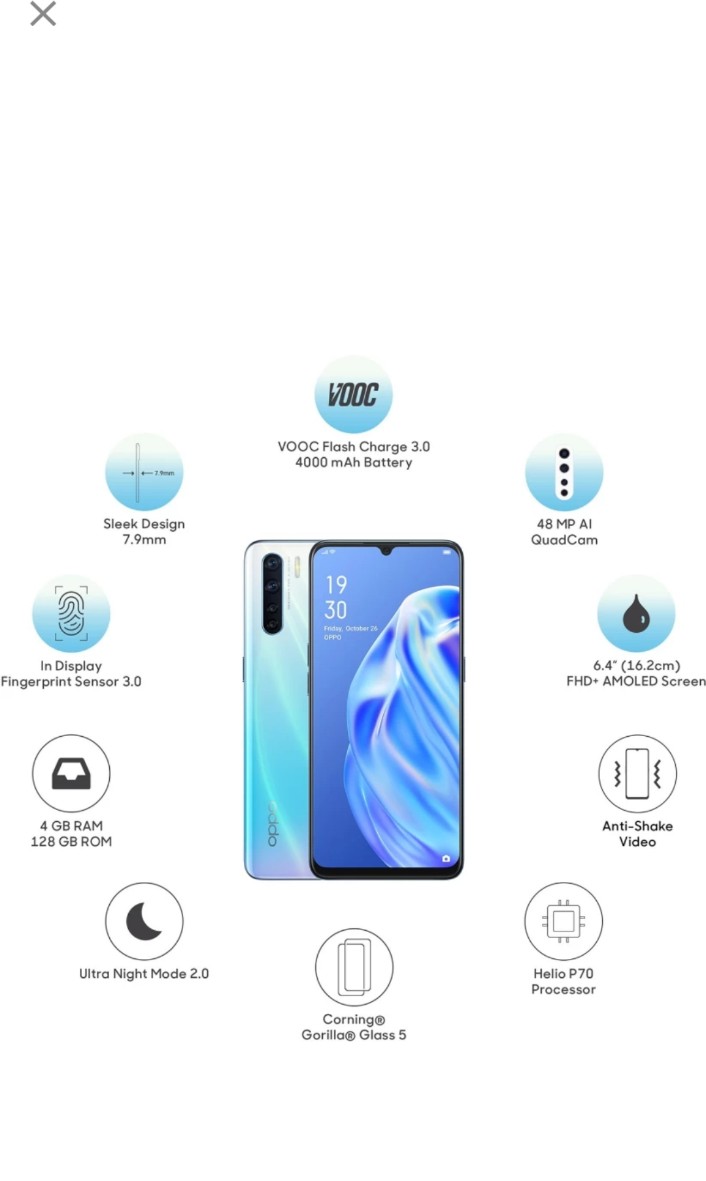 VOOC
VOOC Flash Charge 3.0
4000 mAh Battery
7.9mm
Sleek Design
7.9mm
48 MP AI
QuadCam
In Display
Fingerprint Sensor 3.0
19
30
Friday, October 26
OPPO
6.4” (16.2cm)
FHD+ AMOLED Screen
4 GB RAM
128 GB ROM
oppo
Anti-Shake
Video
Ultra Night Mode 2.0
Helio P70
Processor
Corning®
Gorilla® Glass 5